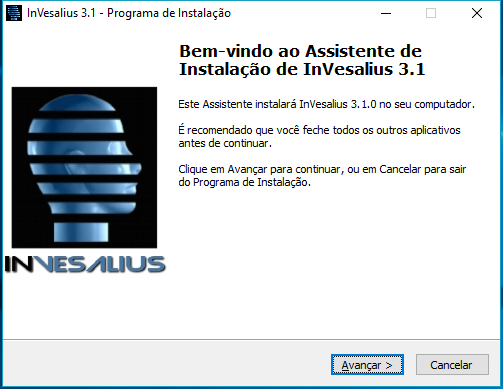 InVesalius 3.1 - Programa de Instalação
Bem-vindo ao Assistente de
Instalação de InVesalius 3.1
Este Assistente instalará InVesalius 3.1.0 no seu computador.
É recomendado que você feche todos os outros aplicativos
antes de continuar.
Clique em Avançar para continuar, ou em Cancelar para sair
do Programa de Instalação.
INVESALIUS
Avançar >
Cancelar